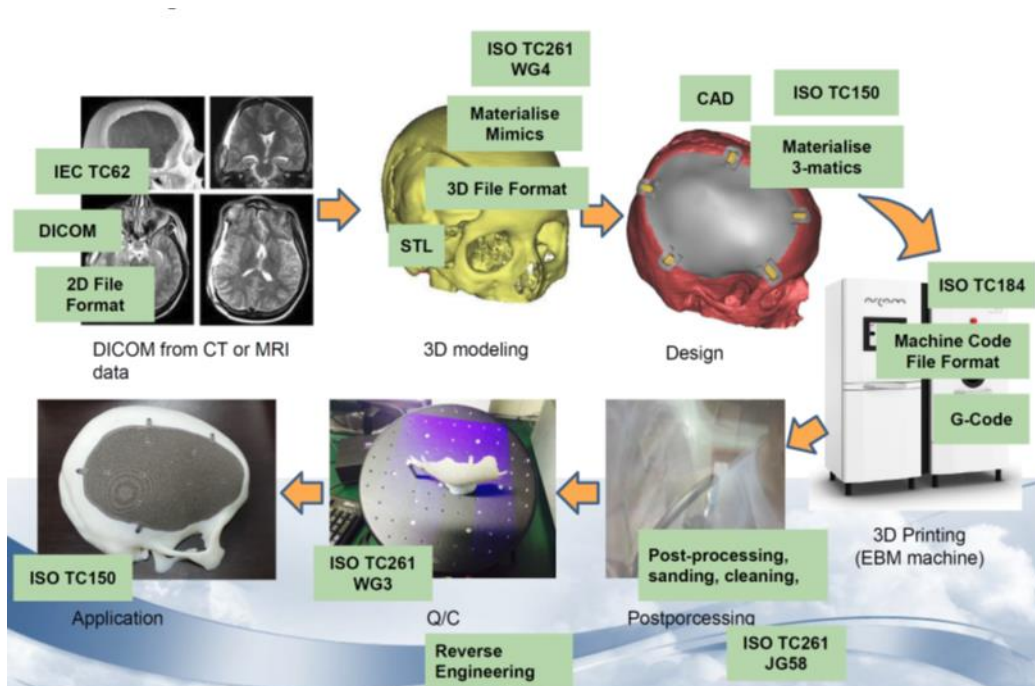 IEC TC62
DICOM
2D File
Format
DICOM from CT or MRI
data
ISO TC261
WG4
Materialise
Mimics
3D File Format
STL
3D modeling
CAD
ISO TC150
Materialise
3-matics
Design
ISO TC184
Machine Code
File Format
G-Code
3D Printing
(EBM machine)
Post-processing,
sanding, cleaning,
Postporcessing
ISO TC261
JG58
ISO TC261
WG3
Q/C
Reverse
Engineering
ISO TC150
Application